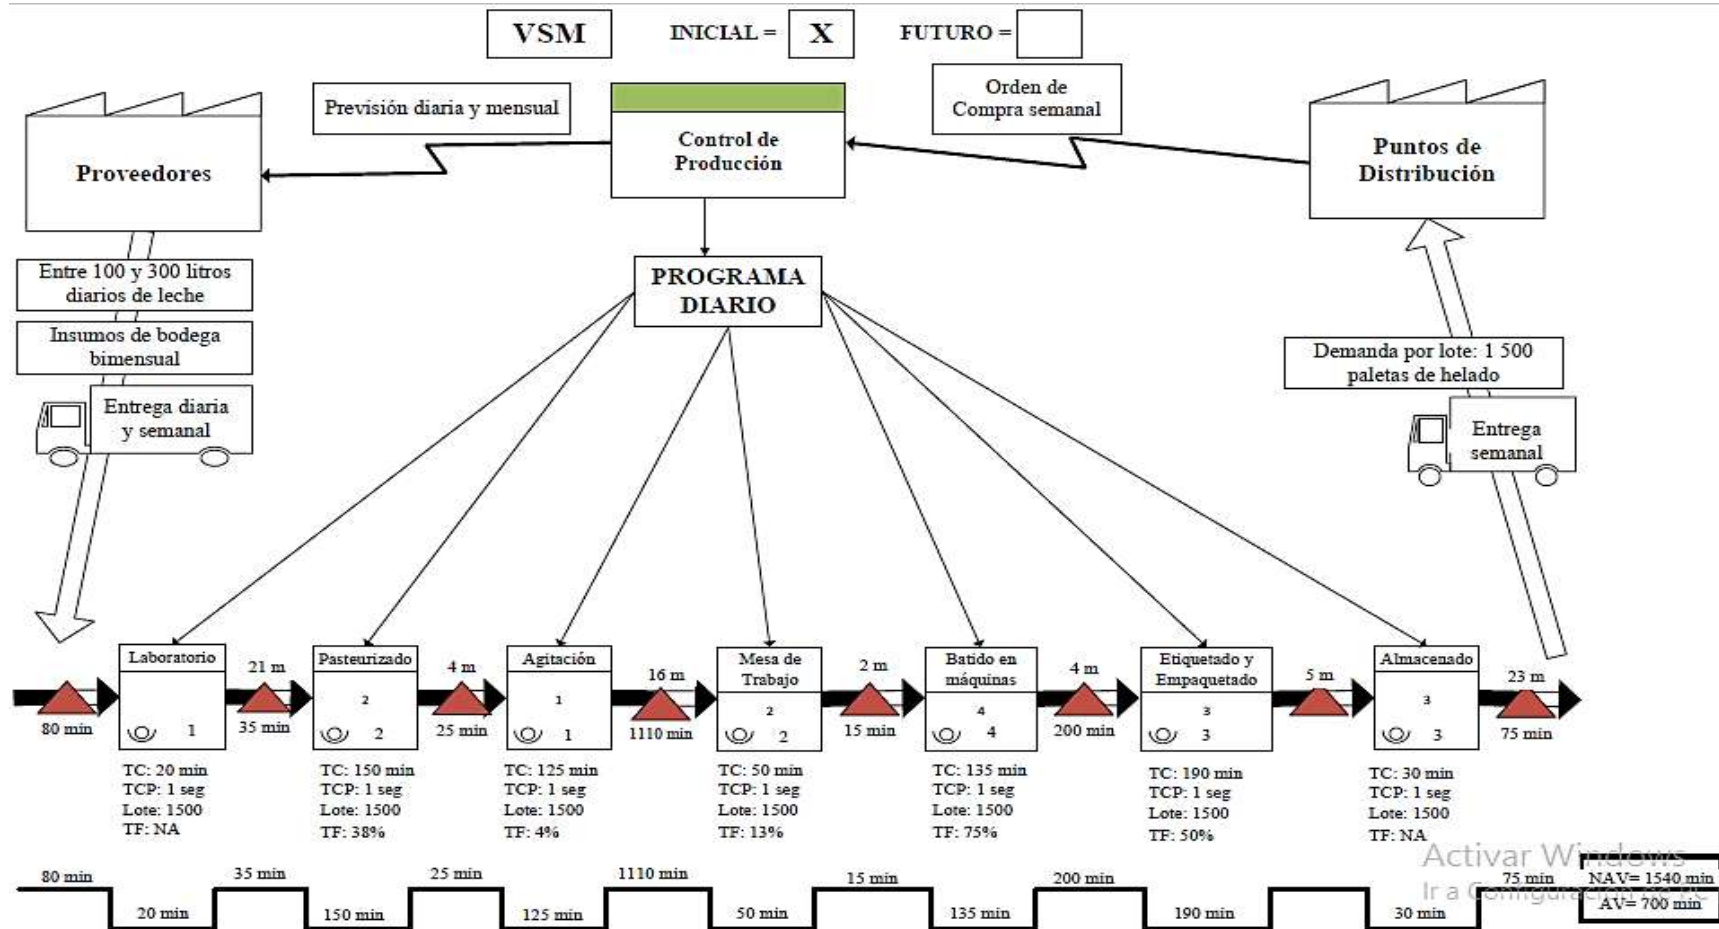 VSM
INICIAL =
X
FUTURO =
Proveedores
Previsión diaria y mensual
Control de
Producción
Orden de
Compra semanal
Puntos de
Distribución
PROGRAMA
DIARIO
Entre 100 y 300 litros
diarios de leche
Insumos de bodega
bimensual
Entrega diaria
y semanal
Demanda por lote: 1 500
paletas de helado
Entrega
semanal
80 min
Laboratorio
1
TC: 20 min
TCP: 1 seg
Lote: 1500
TF: NA
21 m
35 min
Pasteurizado
2
2
TC: 150 min
TCP: 1 seg
Lote: 1500
TF: 38%
4 m
25 min
Agitación
1
1
TC: 125 min
TCP: 1 seg
Lote: 1500
TF: 4%
16 m
1110 min
Mesa de
Trabajo
2
2
TC: 50 min
TCP: 1 seg
Lote: 1500
TF: 13%
2 m
15 min
Batido en
máquinas
4
4
TC: 135 min
TCP: 1 seg
Lote: 1500
TF: 75%
4 m
200 min
Etiquetado y
Empaquetado
3
3
TC: 190 min
TCP: 1 seg
Lote: 1500
TF: 50%
5 m
Almacenado
3
3
TC: 30 min
TCP: 1 seg
Lote: 1500
TF: NA
23 m
75 min
80 min
20 min
35 min
150 min
25 min
125 min
1110 min
50 min
15 min
135 min
200 min
190 min
30 min
75 min
NAV= 1540 min
AV= 700 min
Activar Windows
Ir a Configuración